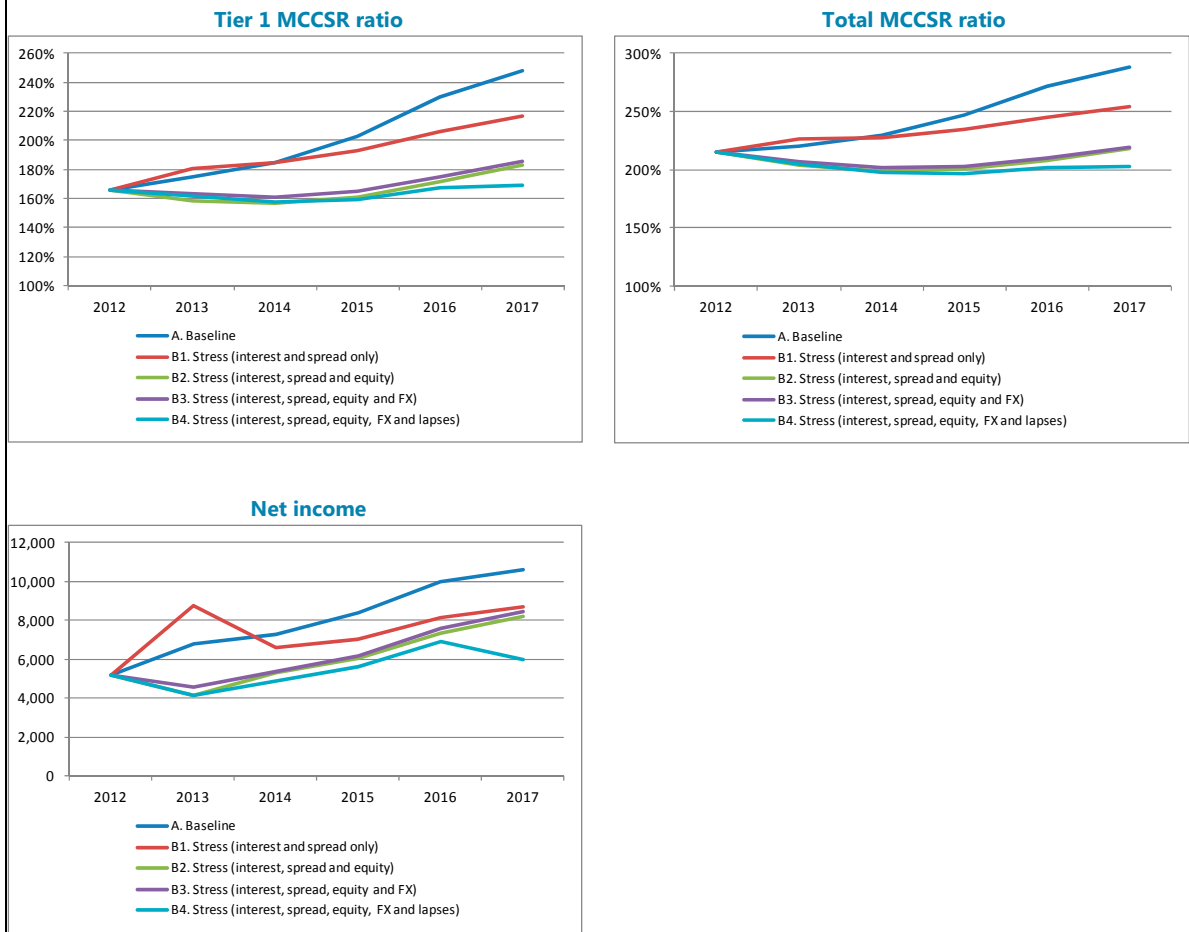 Tier 1 MCCSR ratio
260%
240%
220%
200%
180%
160%
140%
120%
100%
2012 2013 2014 2015 2016 2017
A. Baseline
B1. Stress (interest and spread only)
B2. Stress (interest, spread and equity)
B3. Stress (interest, spread, equity and FX)
B4. Stress (interest, spread, equity, FX and lapses)
Total MCCSR ratio
300%
250%
200%
150%
100%
2012 2013 2014 2015 2016 2017
A. Baseline
B1. Stress (interest and spread only)
B2. Stress (interest, spread and equity)
B3. Stress (interest, spread, equity and FX)
B4. Stress (interest, spread, equity, FX and lapses)
Net income
12,000
10,000
8,000
6,000
4,000
2,000
0
2012 2013 2014 2015 2016 2017
A. Baseline
B1. Stress (interest and spread only)
B2. Stress (interest, spread and equity)
B3. Stress (interest, spread, equity and FX)
B4. Stress (interest, spread, equity, FX and lapses)